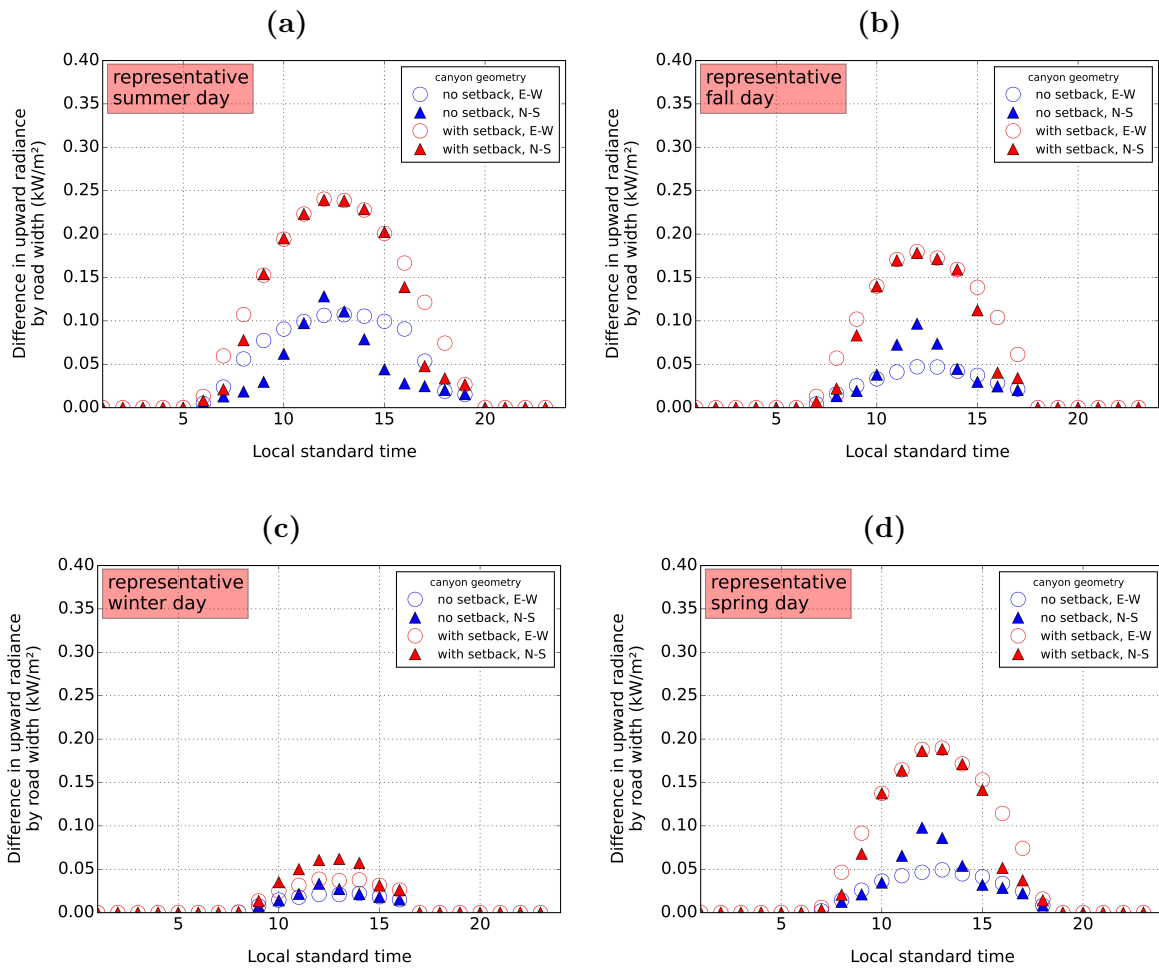 (a)
0.40
0.35
0.30
0.25
0.20
0.15
0.10
0.05
0.00
Difference in upward radiance
by road width (kW/m²)
representative
summer day
canyon geometry
no setback, E-W
no setback, N-S
with setback, E-W
with setback, N-S
5
10
15
20
Local standard time
(b)
0.40
0.35
0.30
0.25
0.20
0.15
0.10
0.05
0.00
Difference in upward radiance
by road width (kW/m²)
representative
fall day
canyon geometry
no setback, E-W
no setback, N-S
with setback, E-W
with setback, N-S
5
10
15
20
Local standard time
(c)
0.40
0.35
0.30
0.25
0.20
0.15
0.10
0.05
0.00
Difference in upward radiance
by road width (kW/m²)
representative
winter day
canyon geometry
no setback, E-W
no setback, N-S
with setback, E-W
with setback, N-S
5
10
15
20
Local standard time
(d)
0.40
0.35
0.30
0.25
0.20
0.15
0.10
0.05
0.00
Difference in upward radiance
by road width (kW/m²)
representative
spring day
canyon geometry
no setback, E-W
no setback, N-S
with setback, E-W
with setback, N-S
5
10
15
20
Local standard time